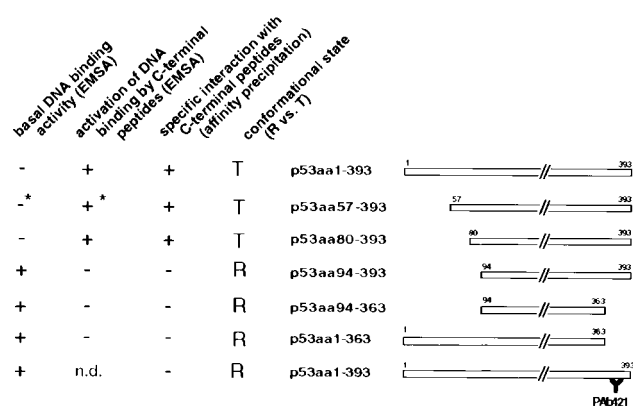 basal DNA binding
activity (EMSA)
activation of DNA
binding by C-terminal
peptides (EMSA)
specific interaction with
C-terminal peptides
(affinity precipitation)
conformational state
(R vs. T)
- + + T p53aa1-393 1 // 393
-* +* + T p53aa57-393 57 // 393
- + + T p53aa80-393 80 // 393
+ - - R p53aa94-393 94 // 393
+ - - R p53aa94-363 94 // 363
+ - - R p53aa1-363 1 // 363
+ n.d. - R p53aa1-393 1 // 393
PAb421